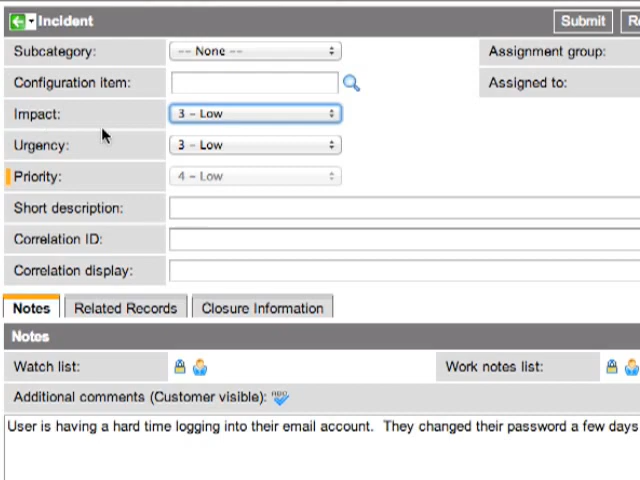 Incident Submit
Subcategory: -- None -- Assignment group:
Configuration item: Assigned to:
Impact: 3 - Low
Urgency: 3 - Low
Priority: 4 - Low
Short description:
Correlation ID:
Correlation display:
Notes Related Records Closure Information
Notes
Watch list: Work notes list:
Additional comments (Customer visible):
User is having a hard time logging into their email account. They changed their password a few days